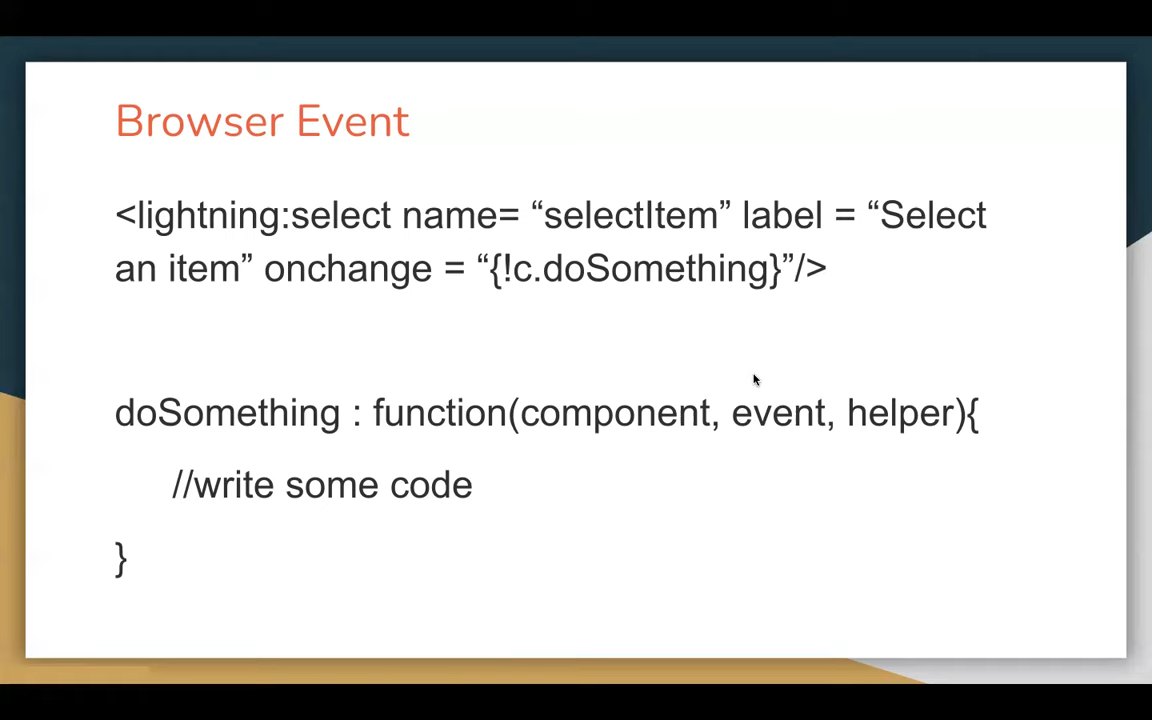 Browser Event
<lightning:select name= “selectItem” label = “Select
an item” onchange = “{!c.doSomething}”/>
doSomething : function(component, event, helper){
//write some code
}